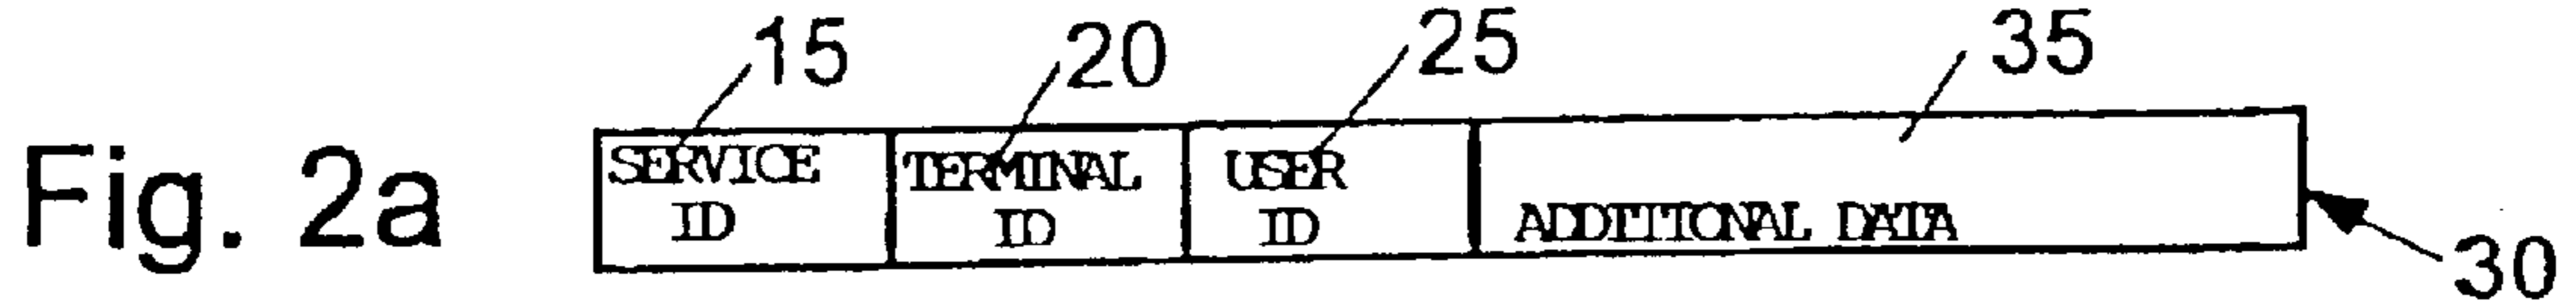 15 20 25 35
Fig. 2a
SERVICE ID
TERMINAL ID
USER ID
ADDITIONAL DATA
30